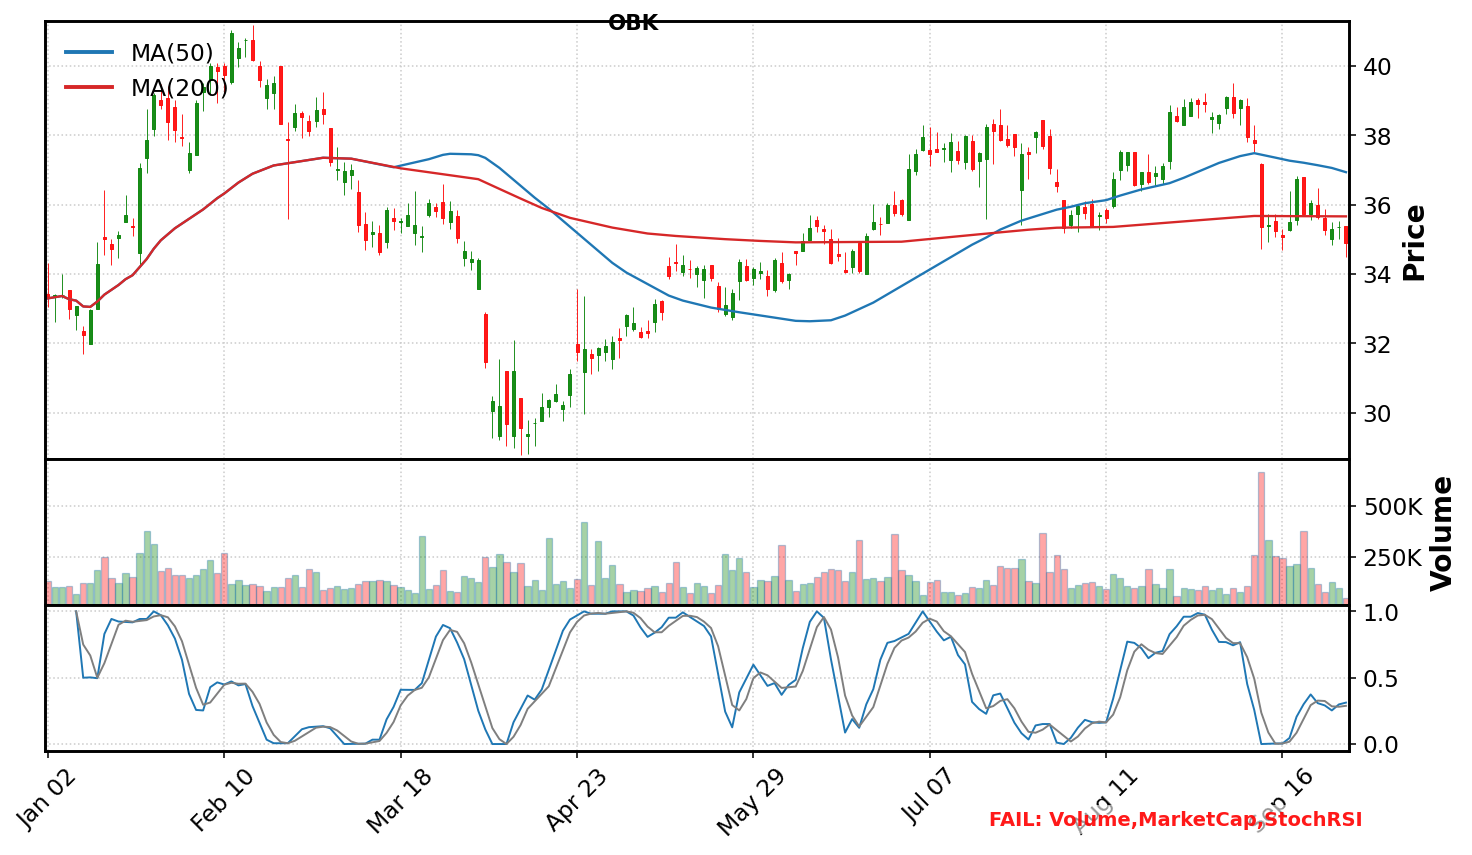 OBK
MA(50)
MA(200)
40
38
36
34
32
30
Price
500K
250K
Volume
1.0
0.5
0.0
Jan 02
Feb 10
Mar 18
Apr 23
May 29
Jul 07
Aug 11
Sep 16
FAIL: Volume,MarketCap,StochRSI